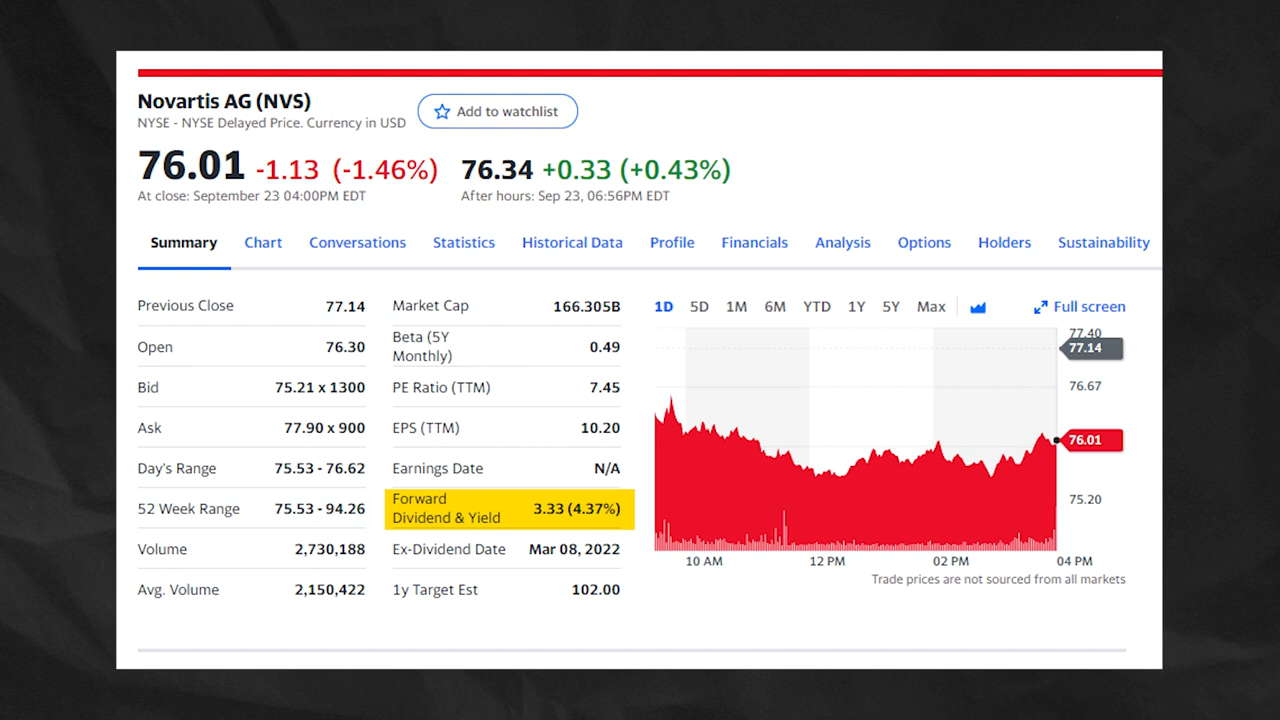 Novartis AG (NVS)
NYSE - NYSE Delayed Price. Currency in USD
Add to watchlist
76.01 -1.13 (-1.46%)
At close: September 23 04:00PM EDT
76.34 +0.33 (+0.43%)
After hours: Sep 23, 06:56PM EDT
Summary Chart Conversations Statistics Historical Data Profile Financials Analysis Options Holders Sustainability
Previous Close 77.14
Open 76.30
Bid 75.21 x 1300
Ask 77.90 x 900
Day's Range 75.53 - 76.62
52 Week Range 75.53 - 94.26
Volume 2,730,188
Avg. Volume 2,150,422
Market Cap 166.305B
Beta (5Y
Monthly) 0.49
PE Ratio (TTM) 7.45
EPS (TTM) 10.20
Earnings Date N/A
Forward
Dividend & Yield 3.33 (4.37%)
Ex-Dividend Date Mar 08, 2022
1y Target Est 102.00
1D 5D 1M 6M YTD 1Y 5Y Max Full screen
77.40
77.14
76.67
76.01
75.20
10 AM 12 PM 02 PM 04 PM
Trade prices are not sourced from all markets